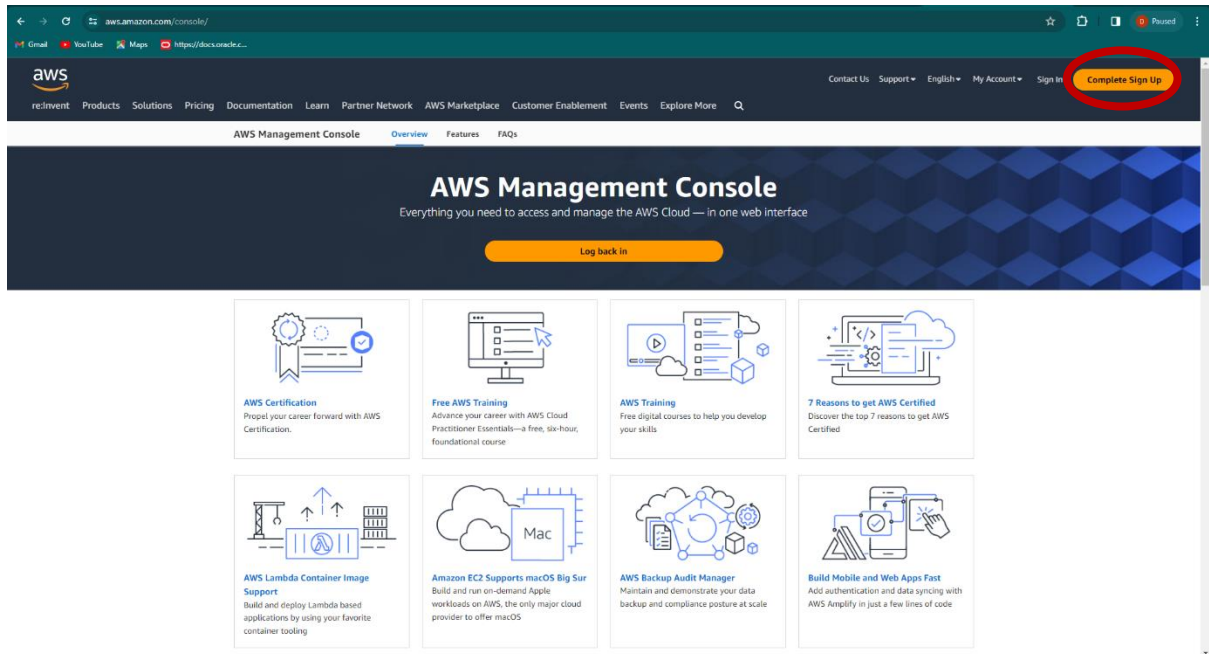 aws.amazon.com/console/
Paused
Gmail YouTube Maps https://docs.oracle.c...
aws
Contact Us Support English My Account Sign In Complete Sign Up
re:Invent Products Solutions Pricing Documentation Learn Partner Network AWS Marketplace Customer Enablement Events Explore More
AWS Management Console Overview Features FAQs
AWS Management Console
Everything you need to access and manage the AWS Cloud — in one web interface
Log back in
AWS Certification
Propel your career forward with AWS
Certification.
Free AWS Training
Advance your career with AWS Cloud
Practitioner Essentials—a free, six-hour,
foundational course
AWS Training
Free digital courses to help you develop
your skills
7 Reasons to get AWS Certified
Discover the top 7 reasons to get AWS
Certified
AWS Lambda Container Image
Support
Build and deploy Lambda based
applications by using your favorite
container tooling
Mac
Amazon EC2 Supports macOS Big Sur
Build and run on-demand Apple
workloads on AWS, the only major cloud
provider to offer macOS
AWS Backup Audit Manager
Maintain and demonstrate your data
backup and compliance posture at scale
Build Mobile and Web Apps Fast
Add authentication and data syncing with
AWS Amplify in just a few lines of code